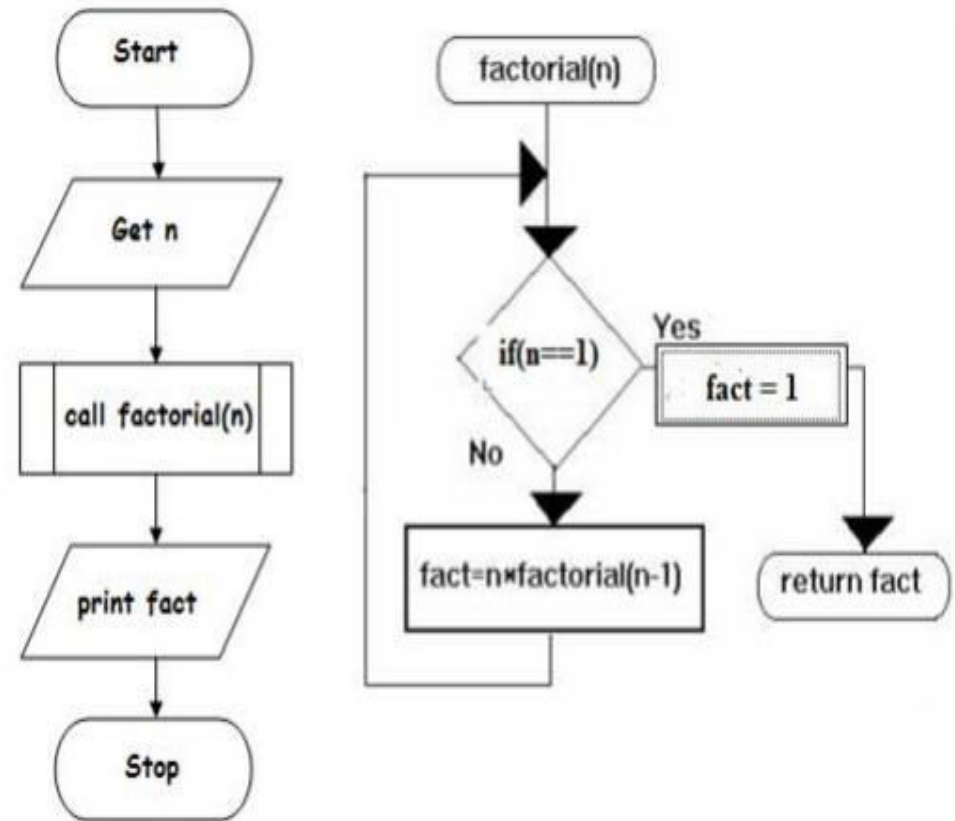 Start
Get n
call factorial(n)
print fact
Stop
factorial(n)
if(n==1)
Yes
fact = 1
No
fact=n*factorial(n-1)
return fact